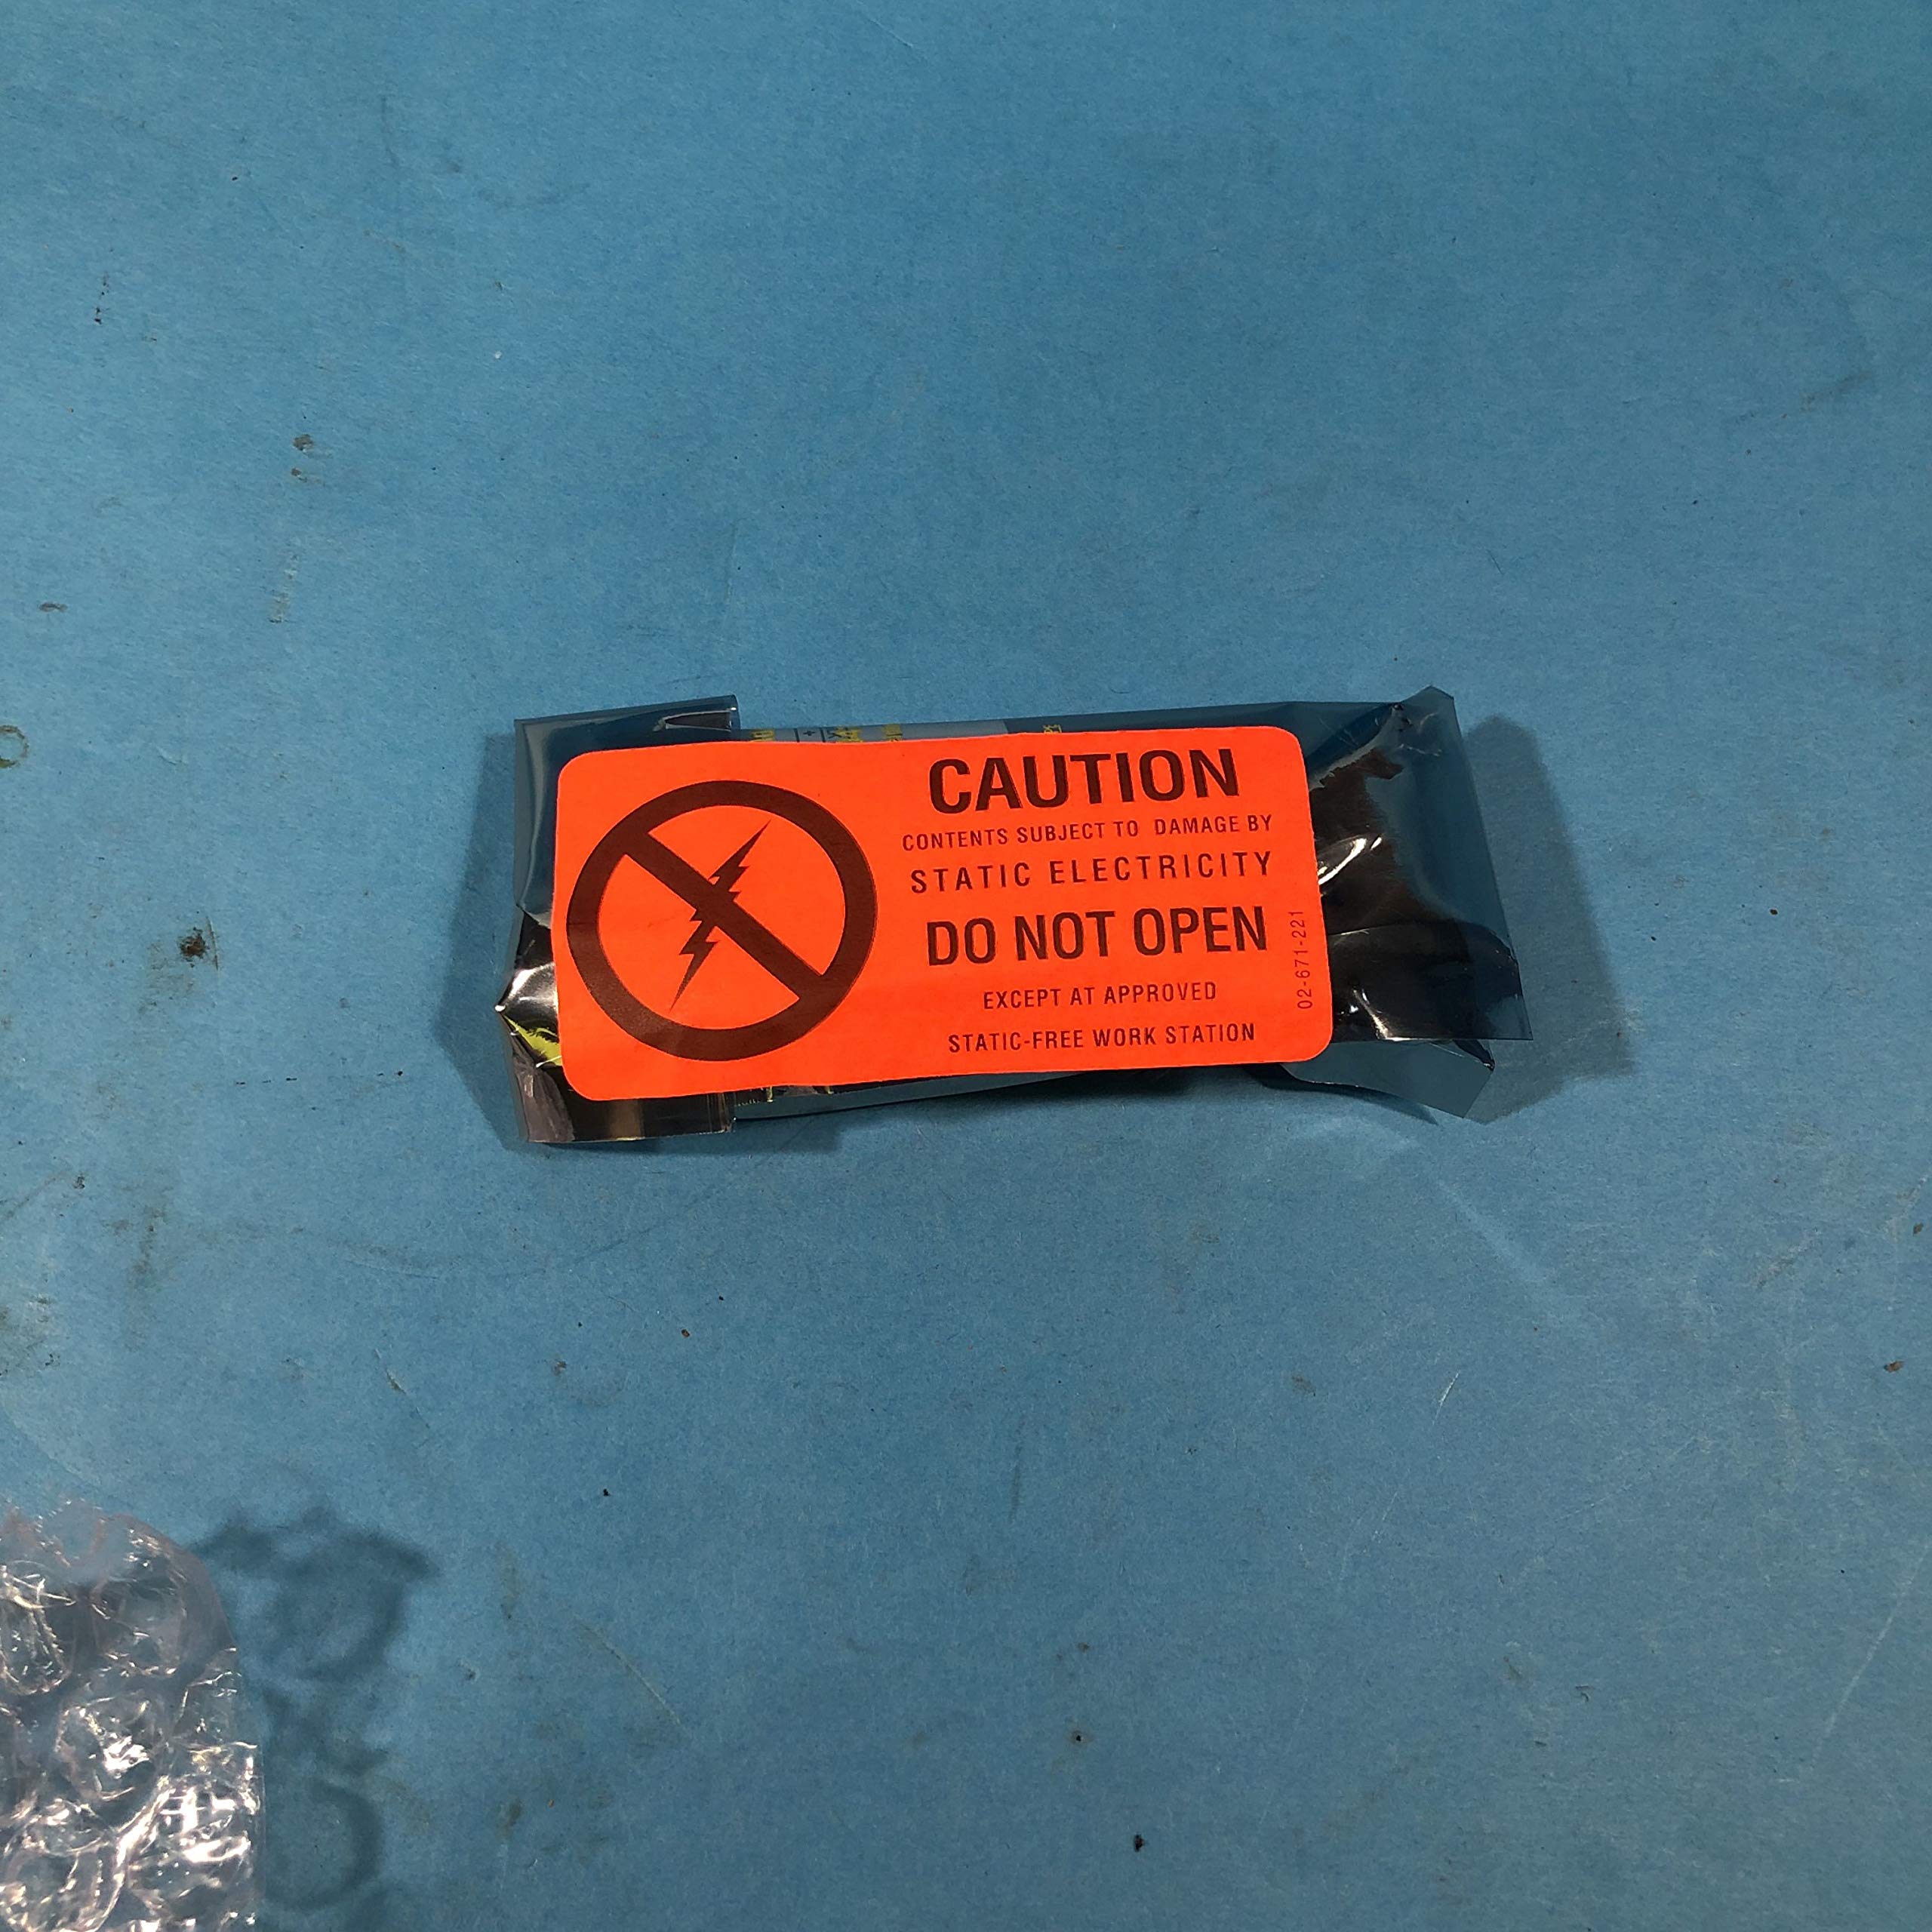 CAUTION
CONTENTS SUBJECT TO DAMAGE BY
STATIC ELECTRICITY
DO NOT OPEN
EXCEPT AT APPROVED
STATIC-FREE WORK STATION
02-671-221